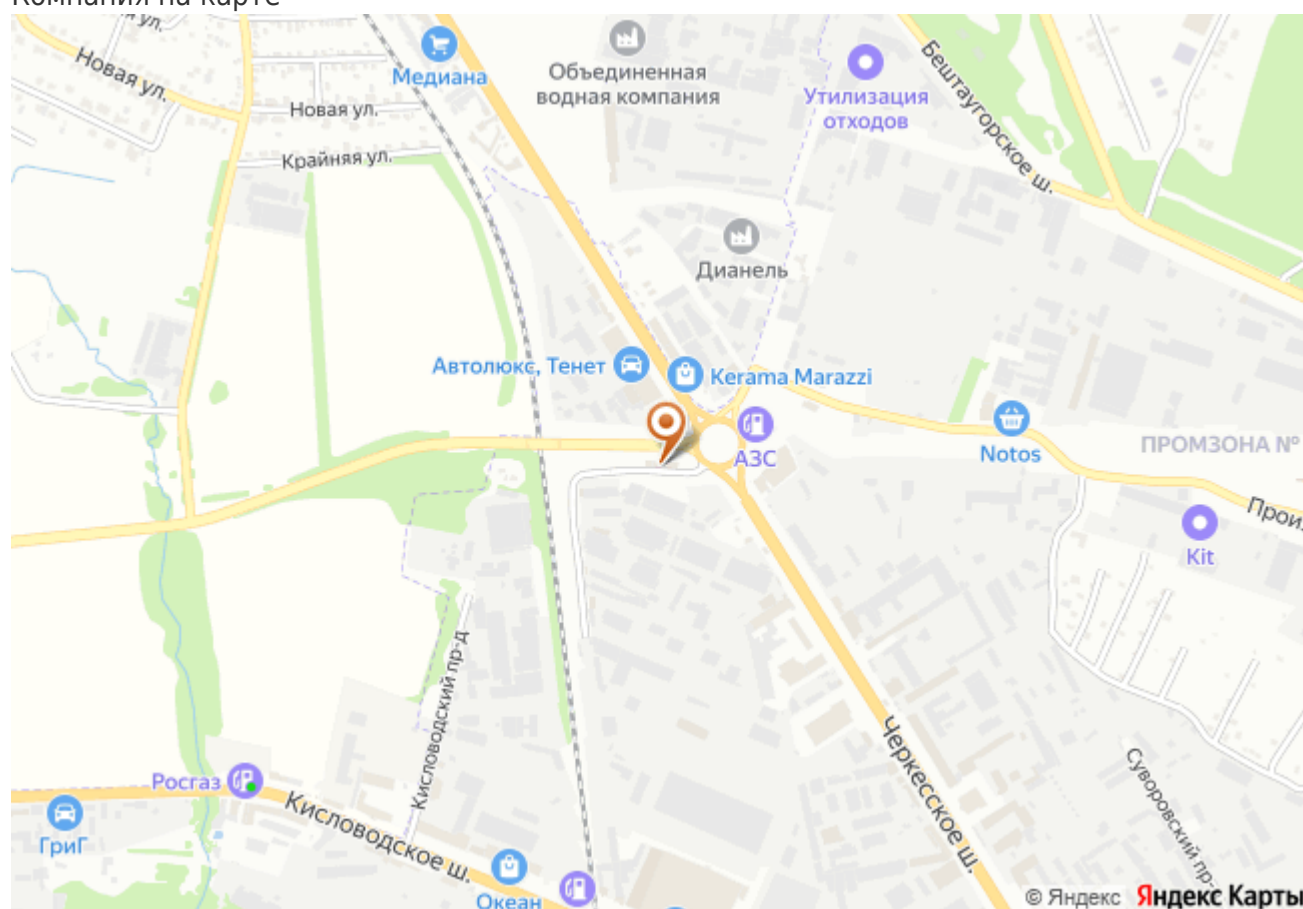 Компания на карте
ул.
Новая ул.
Медиана
Объединенная
водная компания
Утилизация
отходов
Бештаугорское ш.
Новая ул.
Крайняя ул.
Дианель
Автолюкс, Тенет
Kerama Marazzi
АЗС
Notos
ПРОМЗОНА №
Kit
Кисловодский пр-д
Росгаз
ГриГ
Кисловодское ш.
Океан
Черкесское ш.
Суворовский пр-
© Яндекс Яндекс Карты